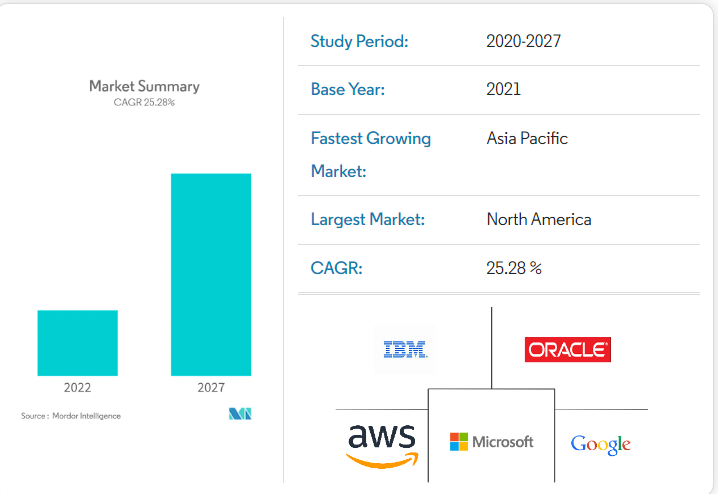 Market Summary
CAGR 25.28%
2022
2027
Source : Mordor Intelligence
Study Period: 2020-2027
Base Year: 2021
Fastest Growing Asia Pacific
Market:
Largest Market: North America
CAGR: 25.28 %
IBM
ORACLE
aws
Microsoft
Google